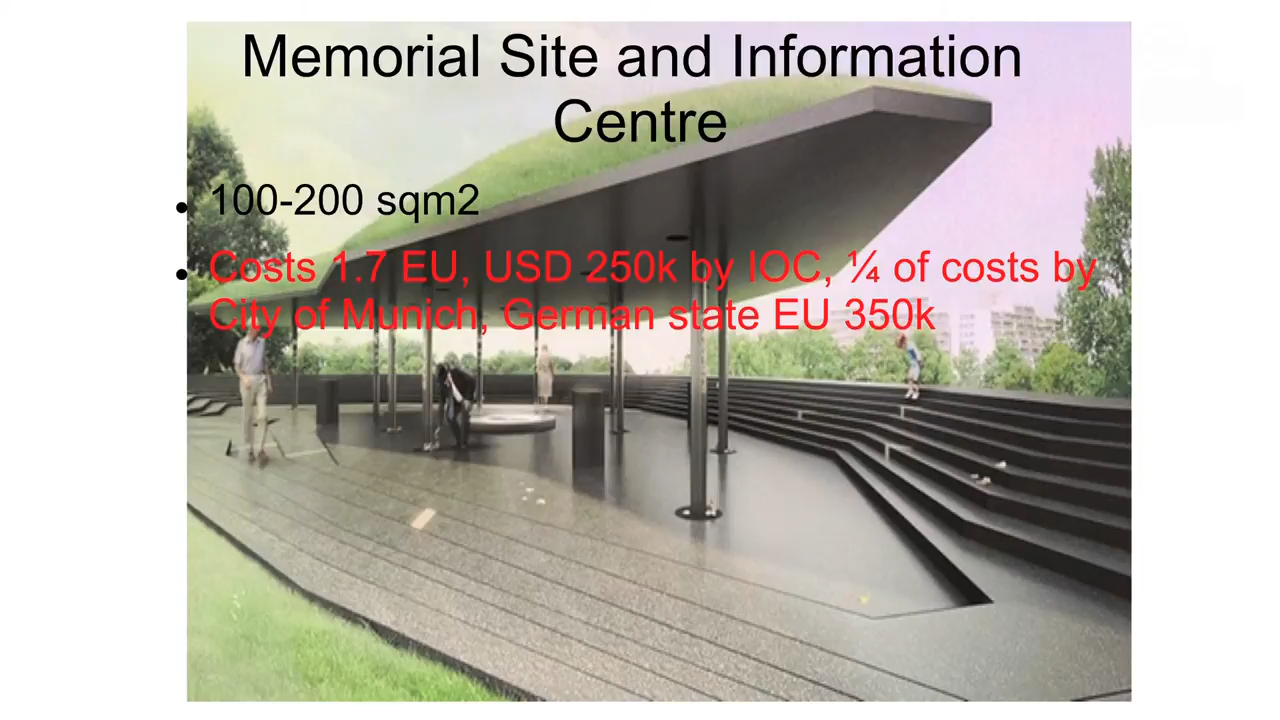 Memorial Site and Information
Centre
• 100-200 sqm2
• Costs 1.7 EU, USD 250k by IOC, ¼ of costs by
City of Munich, German state EU 350k